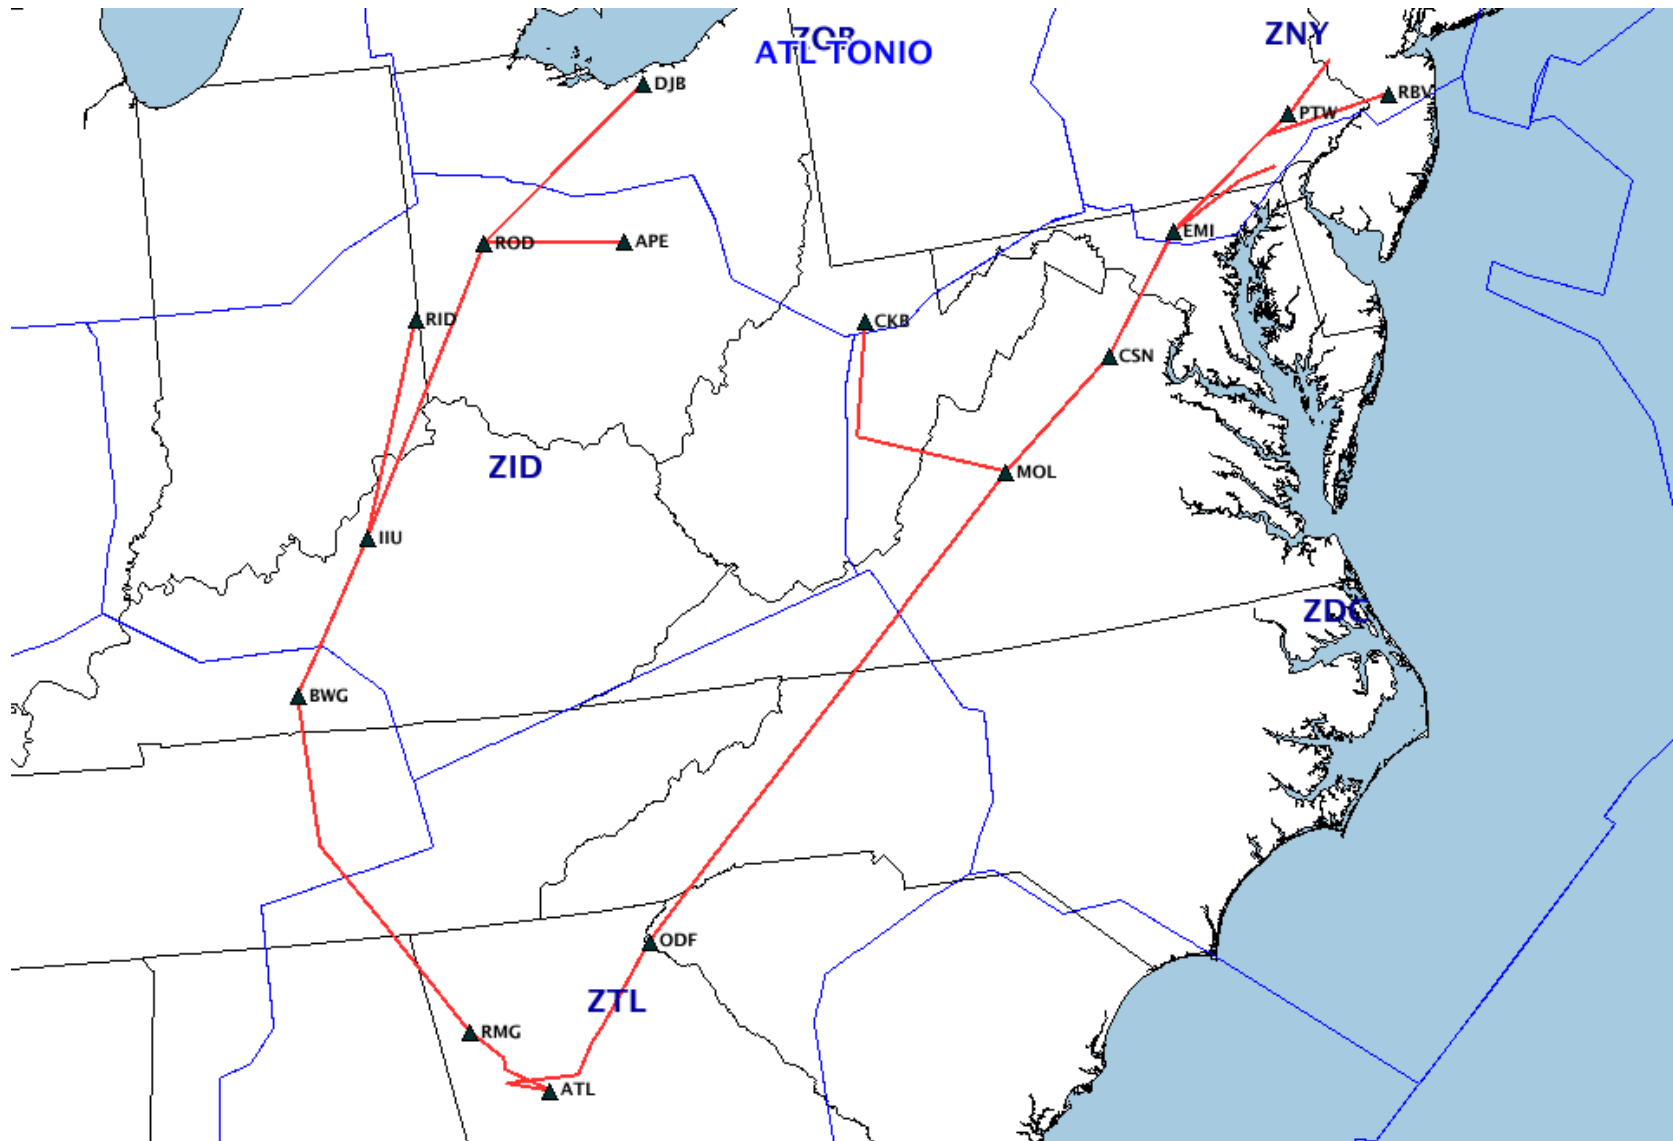 ZNY
ZOB
ATL TONIO
DJB
RBV
PTW
ROD
APE
EMI
RID
CKB
CSN
ZID
MOL
IIU
ZDC
BWG
ODF
ZTL
RMG
ATL